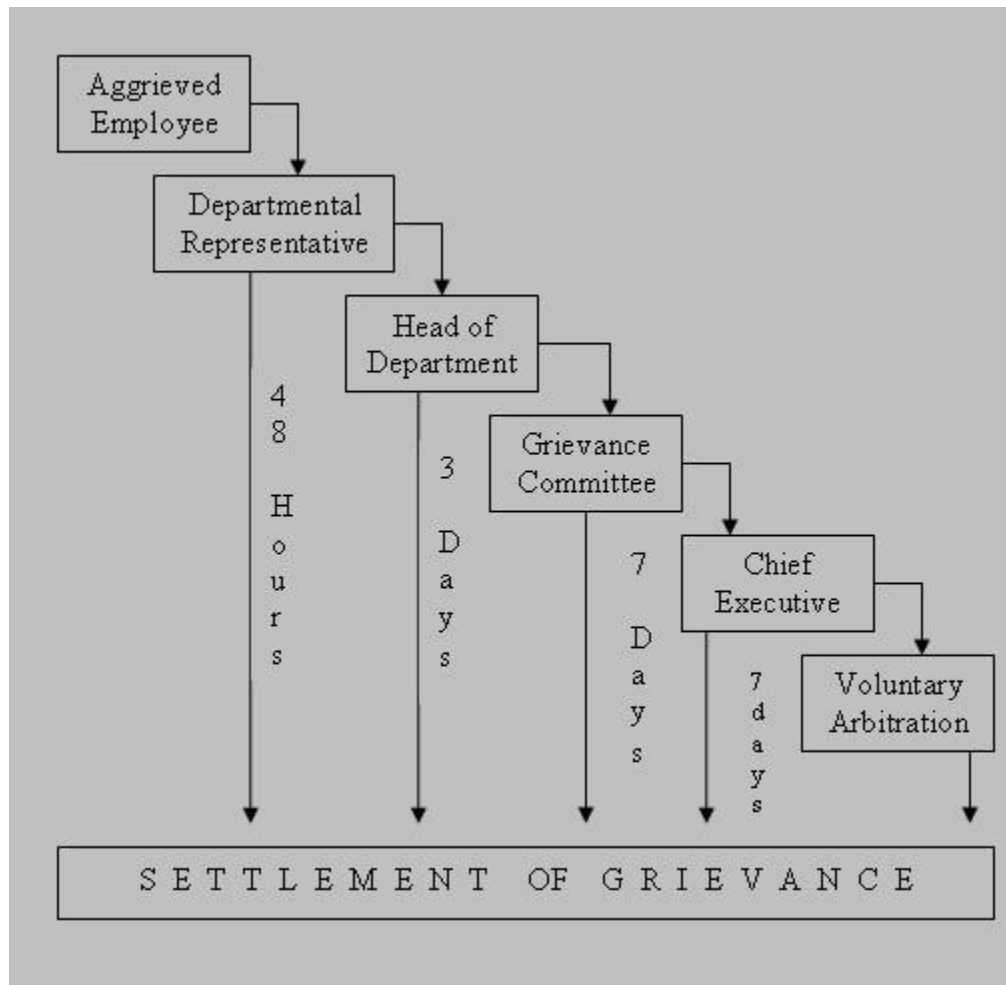 Aggrieved
Employee
Departmental
Representative
Head of
Department
Grievance
Committee
Chief
Executive
Voluntary
Arbitration
48 Hours
3 Days
7 Days
7 days
SETTLEMENT OF GRIEVANCE